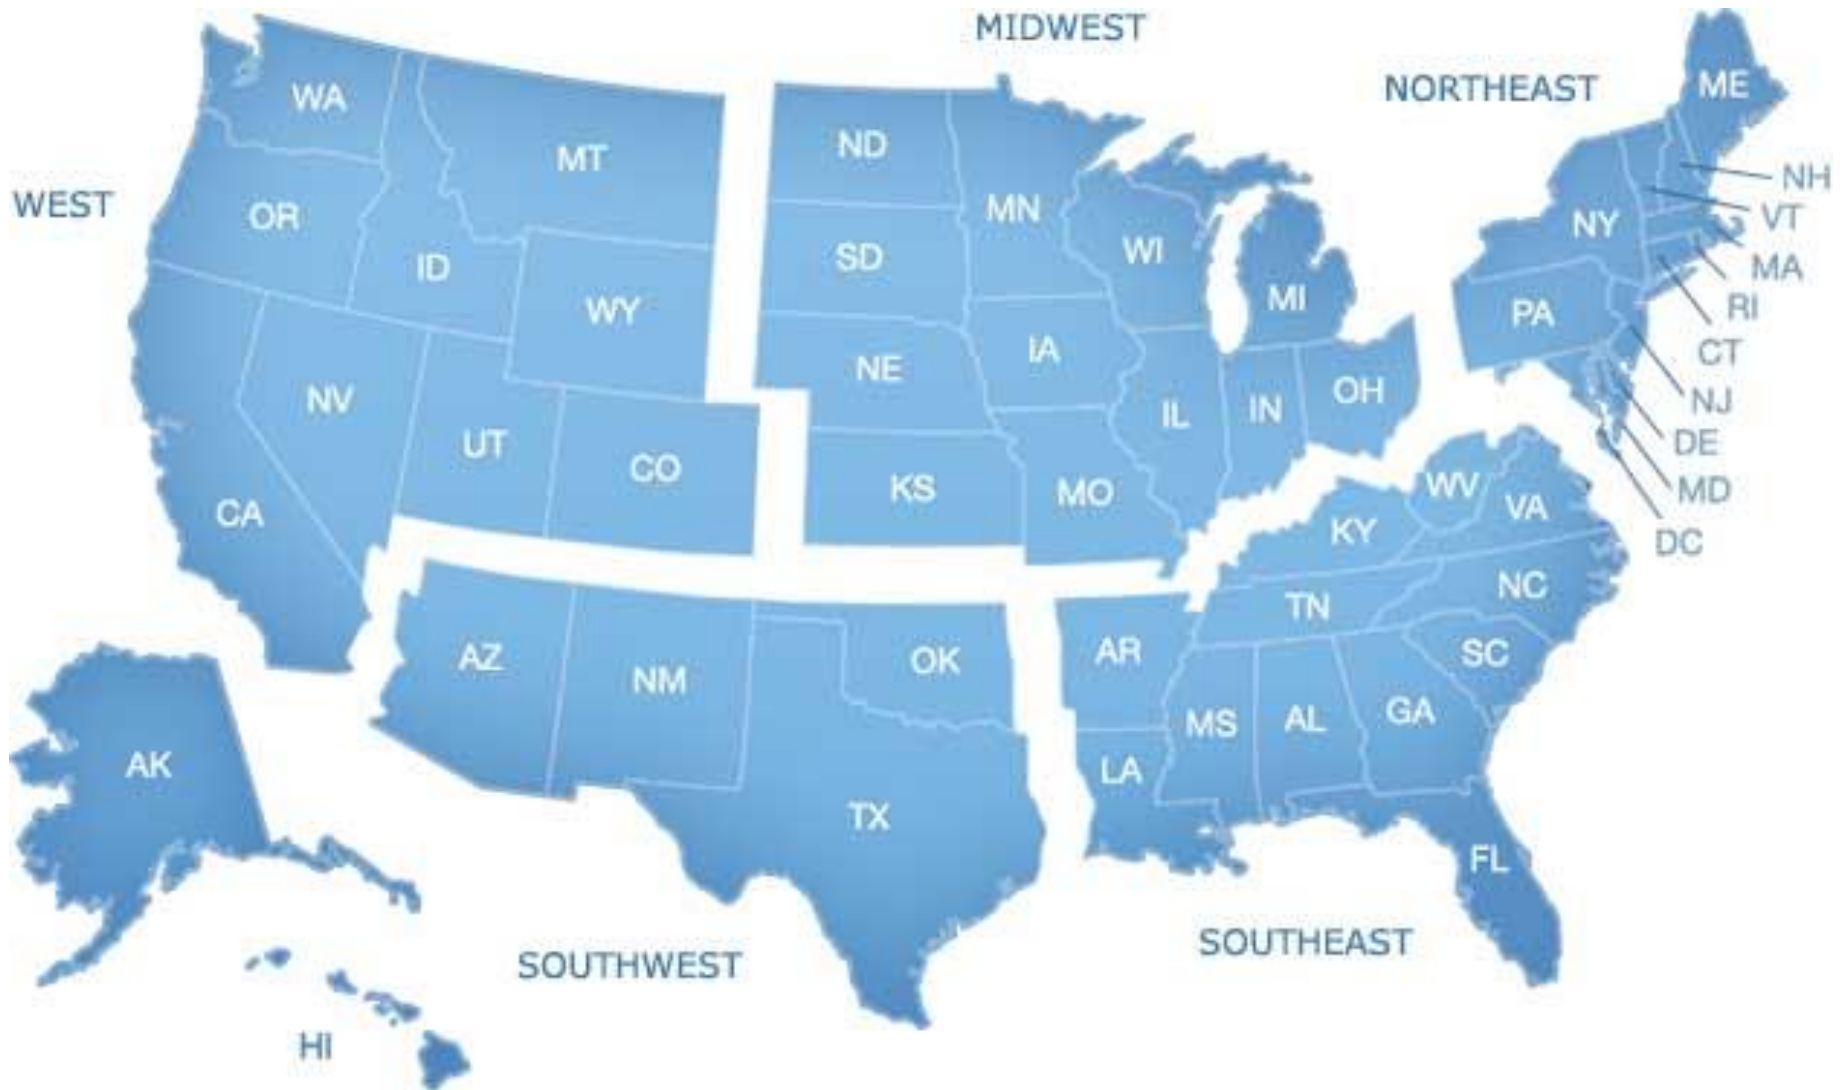 MIDWEST
NORTHEAST
WEST
SOUTHWEST
SOUTHEAST
WA
MT
OR
ID
WY
NV
UT
CO
CA
AK
HI
ND
MN
SD
WI
MI
NE
IA
IL
IN
OH
KS
MO
ME
NH
VT
NY
MA
RI
PA
CT
NJ
DE
MD
DC
AZ
NM
OK
TX
WV
VA
KY
NC
TN
AR
SC
MS
AL
GA
LA
FL